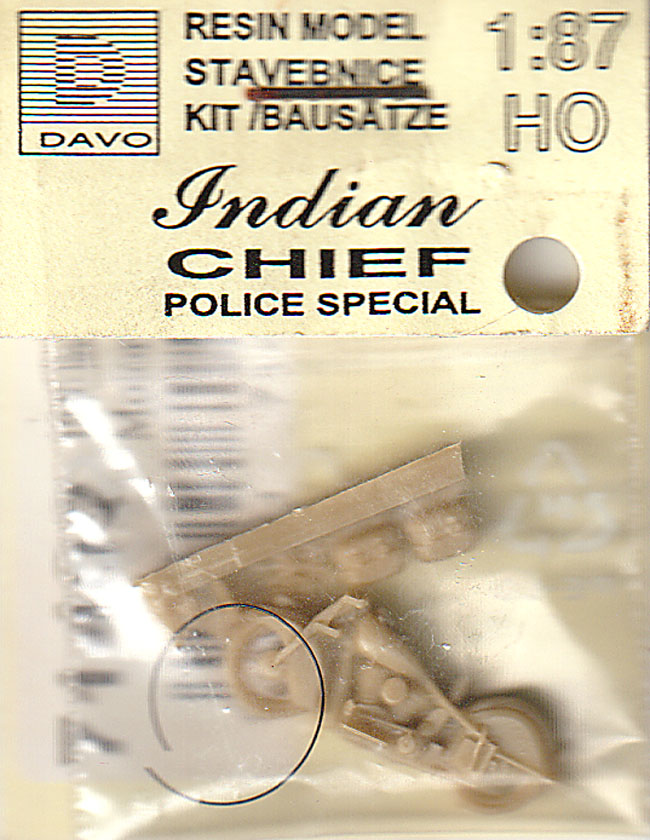 D
DAVO
RESIN MODEL
STAVEBNICE
KIT /BAUSÄTZE
1:87
HO
Indian
CHIEF
POLICE SPECIAL